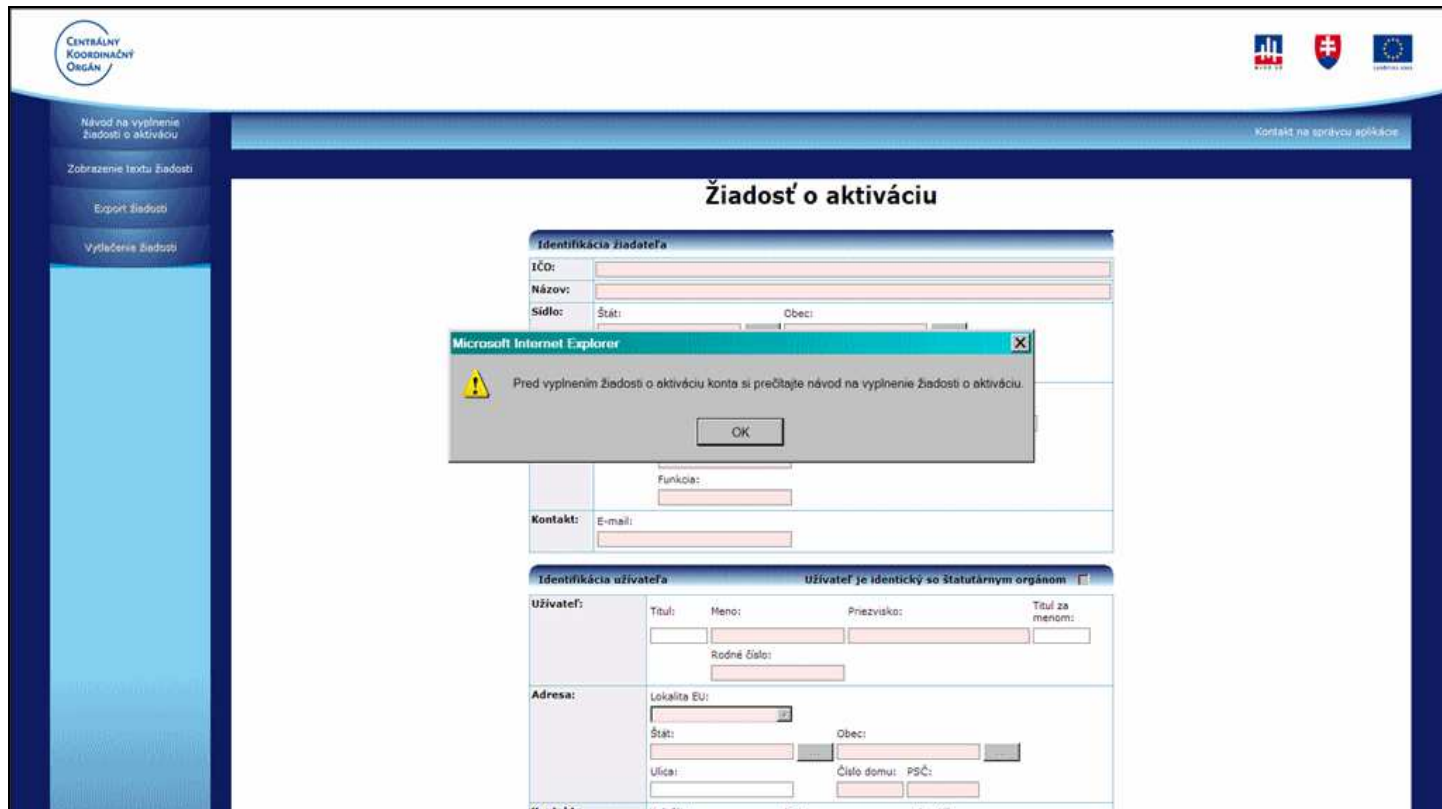 CENTRÁLNY
KOORDINAČNÝ
ORGÁN
Návod na vyplnenie
žiadosti o aktiváciu
Kontakt na správcu aplikácie
Zobrazenie textu žiadosti
Export žiadosti
Vytlačenie žiadosti
Žiadosť o aktiváciu
Identifikácia žiadateľa
IČO:
Názov:
Sídlo: Štát: Obec:
Microsoft Internet Explorer
Pred vyplnením žiadosti o aktiváciu konta si prečítajte návod na vyplnenie žiadosti o aktiváciu.
OK
Funkcia:
Kontakt: E-mail:
Identifikácia užívateľa Užívateľ je identický so štatutárnym orgánom
Užívateľ: Titul: Meno: Priezvisko: Titul za
menom:
Rodné číslo:
Adresa: Lokalita EU:
Štát: Obec:
Ulica: Číslo domu: PSČ: